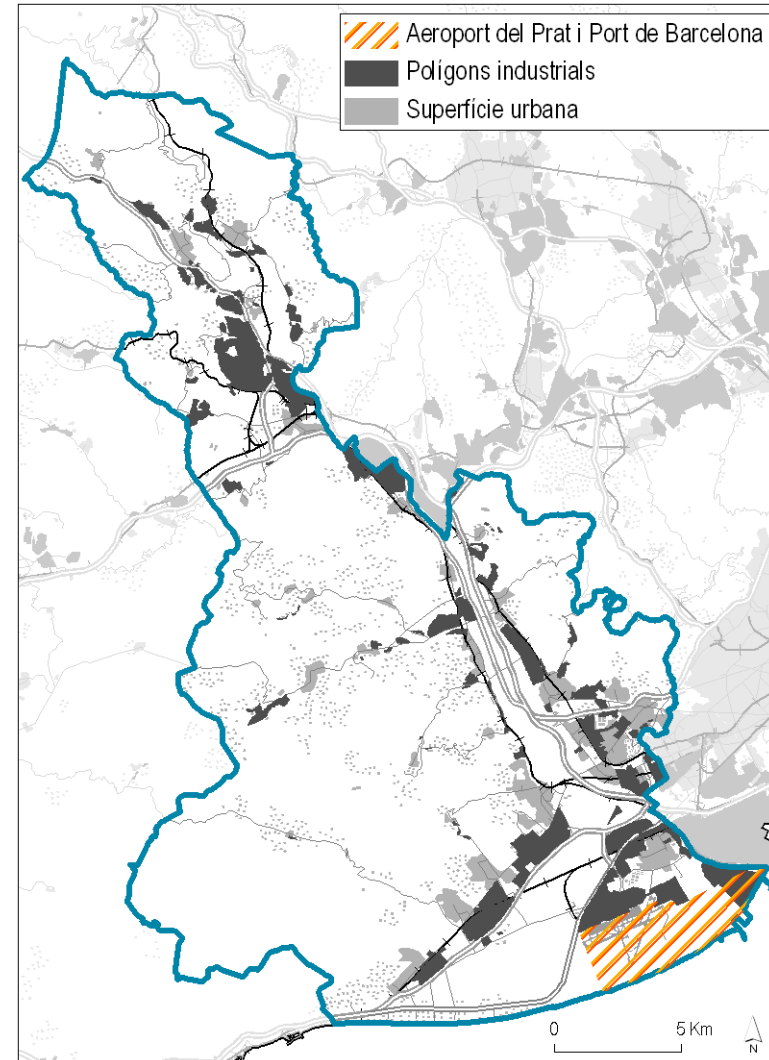 Aeroport del Prat i Port de Barcelona
Polígons industrials
Superfície urbana
0 5 Km
N